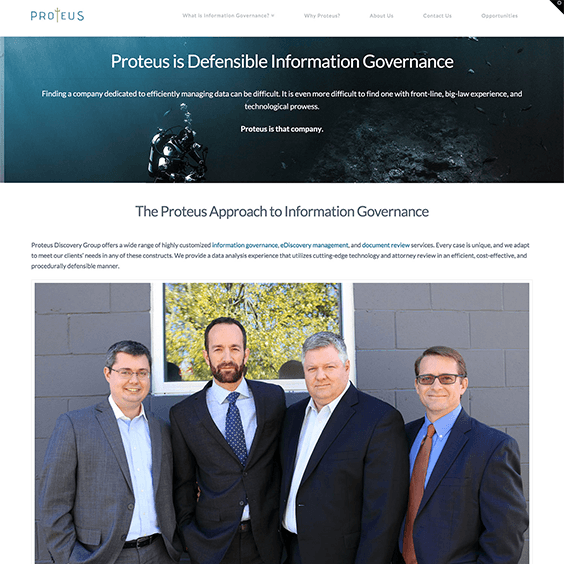 PROTEUS
What is Information Governance?
Why Proteus?
About Us
Contact Us
Opportunities
Proteus is Defensible Information Governance
Finding a company dedicated to efficiently managing data can be difficult. It is even more difficult to find one with front-line, big-law experience, and
technological prowess.
Proteus is that company.
The Proteus Approach to Information Governance
Proteus Discovery Group offers a wide range of highly customized information governance, eDiscovery management, and document review services. Every case is unique, and we adapt
to meet our clients' needs in any of these constructs. We provide a data analysis experience that utilizes cutting-edge technology and attorney review in an efficient, cost-effective, and
procedurally defensible manner.